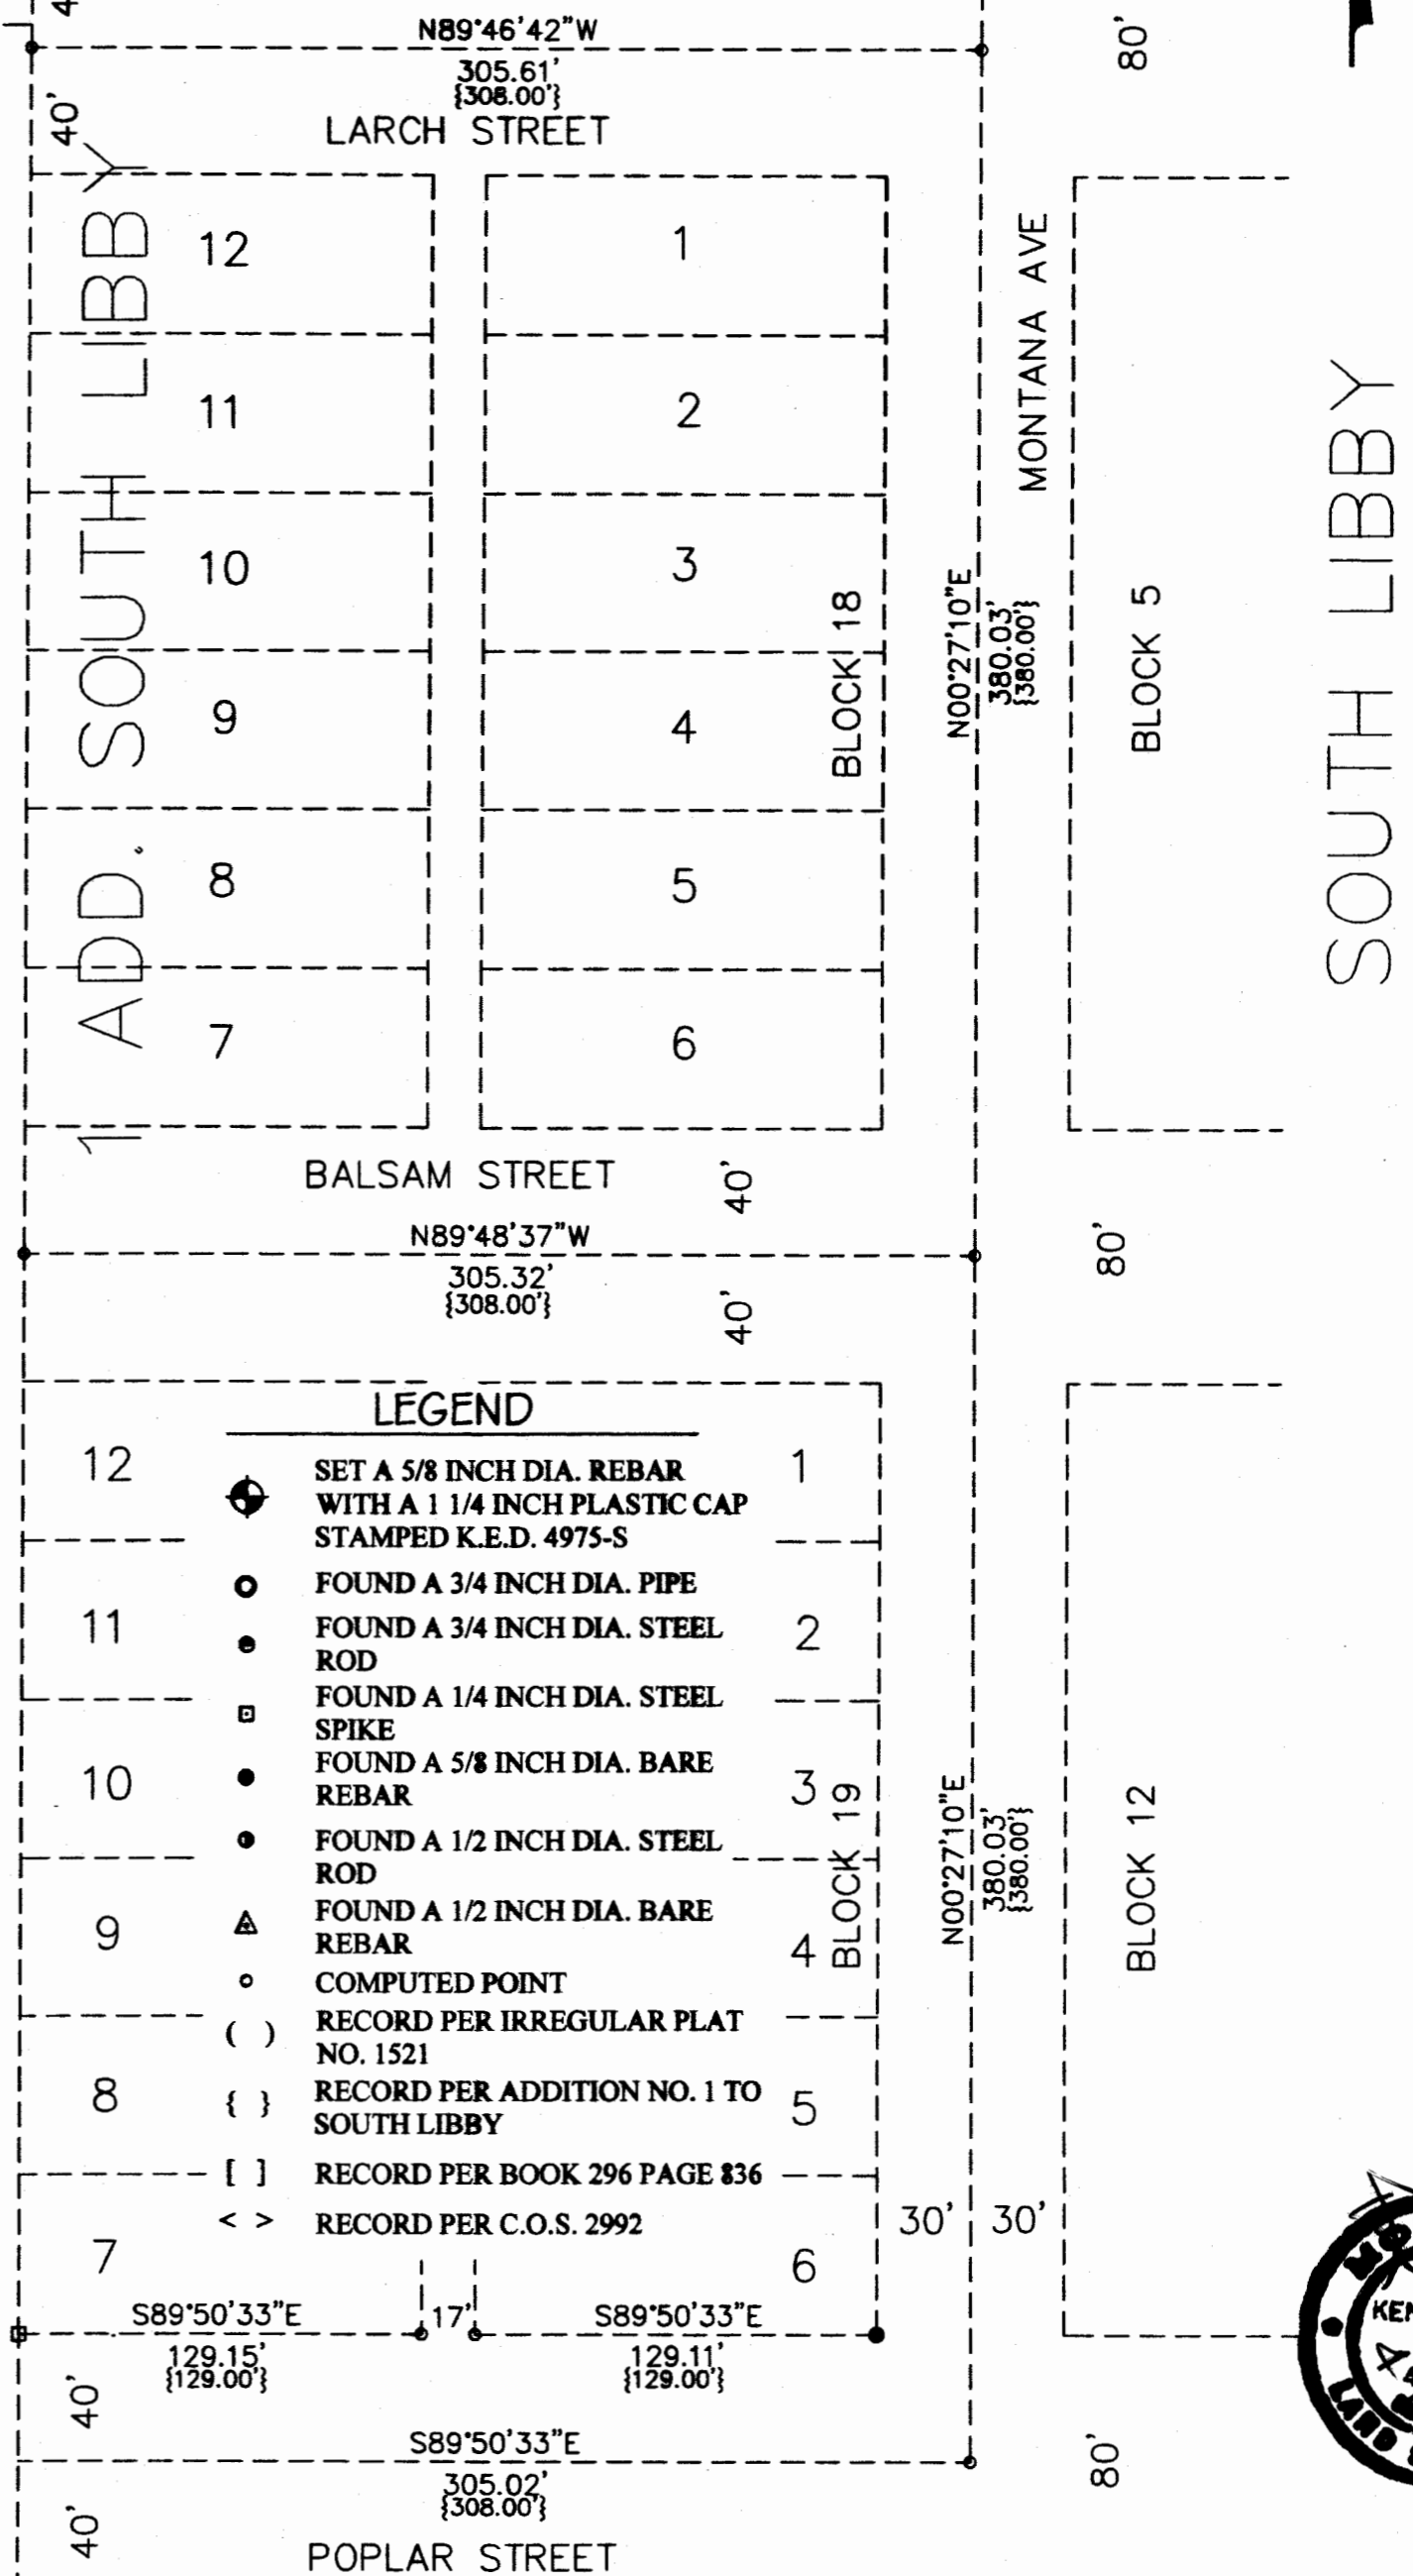 N89°46'42"W
305.61'
{308.00'}
LARCH STREET
40'
80'
12
11
10
9
8
7
1
2
3
4
5
6
BLOCK 18
1 ADD. SOUTH LIBBY
MONTANA AVE
N00°27'10"E
380.03'
{380.00'}
BLOCK 5
SOUTH LIBBY
BALSAM STREET
40'
N89°48'37"W
305.32'
{308.00'}
40'
80'
LEGEND
SET A 5/8 INCH DIA. REBAR
WITH A 1 1/4 INCH PLASTIC CAP
STAMPED K.E.D. 4975-S
FOUND A 3/4 INCH DIA. PIPE
FOUND A 3/4 INCH DIA. STEEL
ROD
FOUND A 1/4 INCH DIA. STEEL
SPIKE
FOUND A 5/8 INCH DIA. BARE
REBAR
FOUND A 1/2 INCH DIA. STEEL
ROD
FOUND A 1/2 INCH DIA. BARE
REBAR
COMPUTED POINT
( ) RECORD PER IRREGULAR PLAT
NO. 1521
{ } RECORD PER ADDITION NO. 1 TO
SOUTH LIBBY
[ ] RECORD PER BOOK 296 PAGE 836
< > RECORD PER C.O.S. 2992
12
11
10
9
8
7
1
2
3
4
5
6
BLOCK 19
N00°27'10"E
380.03'
{380.00'}
BLOCK 12
30'
30'
S89°50'33"E
129.15'
{129.00'}
17'
S89°50'33"E
129.11'
{129.00'}
40'
S89°50'33"E
305.02'
{308.00'}
80'
40'
POPLAR STREET
LAND